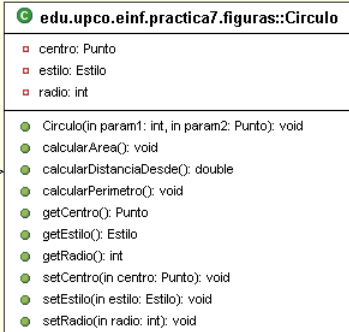 C edu.upco.einf.practica7.figuras::Circulo
centro: Punto
estilo: Estilo
radio: int
Circulo(in param1: int, in param2: Punto): void
calcularArea(): void
calcularDistanciaDesde(): double
calcularPerimetro(): void
getCentro(): Punto
getEstilo(): Estilo
getRadio(): int
setCentro(in centro: Punto): void
setEstilo(in estilo: Estilo): void
setRadio(in radio: int): void